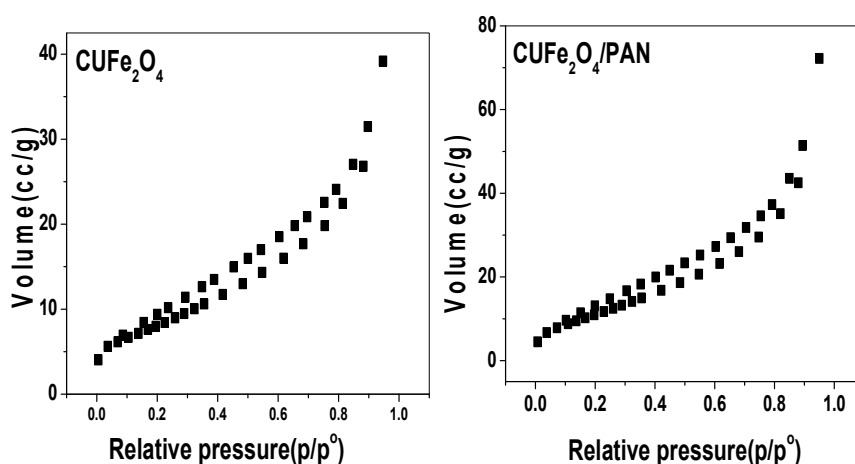 CUFe₂O₄
Volume(cc/g)
40
30
20
10
0
0.0 0.2 0.4 0.6 0.8 1.0
Relative pressure(p/p⁰)
CUFe₂O₄/PAN
Volume(cc/g)
80
60
40
20
0
0.0 0.2 0.4 0.6 0.8 1.0
Relative pressure(p/p⁰)